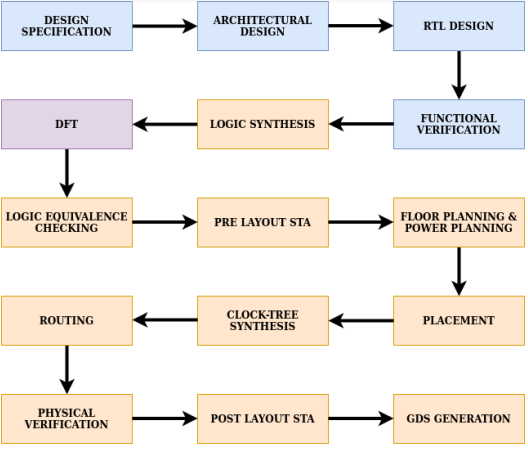 DESIGN
SPECIFICATION
ARCHITECTURAL
DESIGN
RTL DESIGN
DFT
LOGIC SYNTHESIS
FUNCTIONAL
VERIFICATION
LOGIC EQUIVALENCE
CHECKING
PRE LAYOUT STA
FLOOR PLANNING &
POWER PLANNING
ROUTING
CLOCK-TREE
SYNTHESIS
PLACEMENT
PHYSICAL
VERIFICATION
POST LAYOUT STA
GDS GENERATION